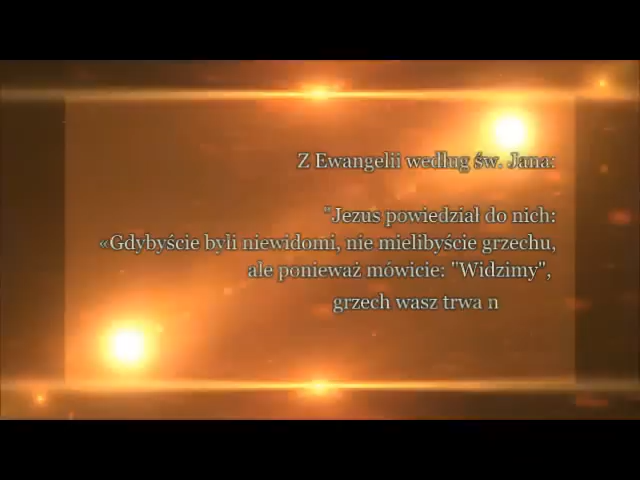 Z Ewangelii według św. Jana:
"Jezus powiedział do nich:
«Gdybyście byli niewidomi, nie mielibyście grzechu,
ale ponieważ mówicie: "Widzimy",
grzech wasz trwa n